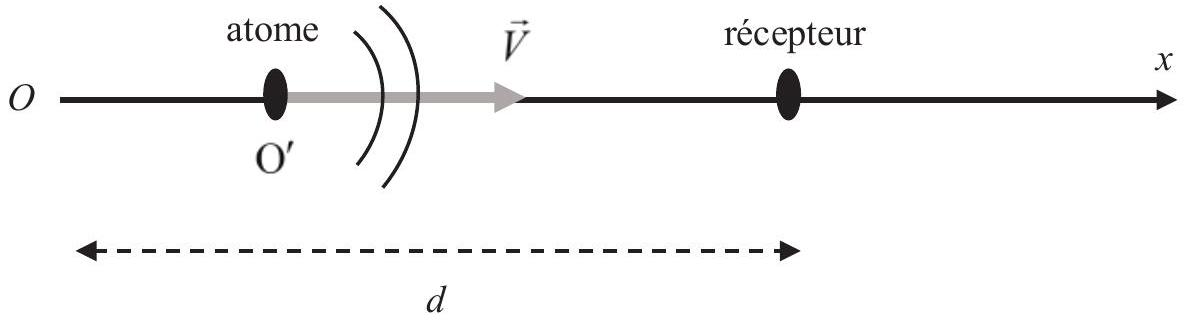 atome
récepteur
V⃗
x
O
O′
d